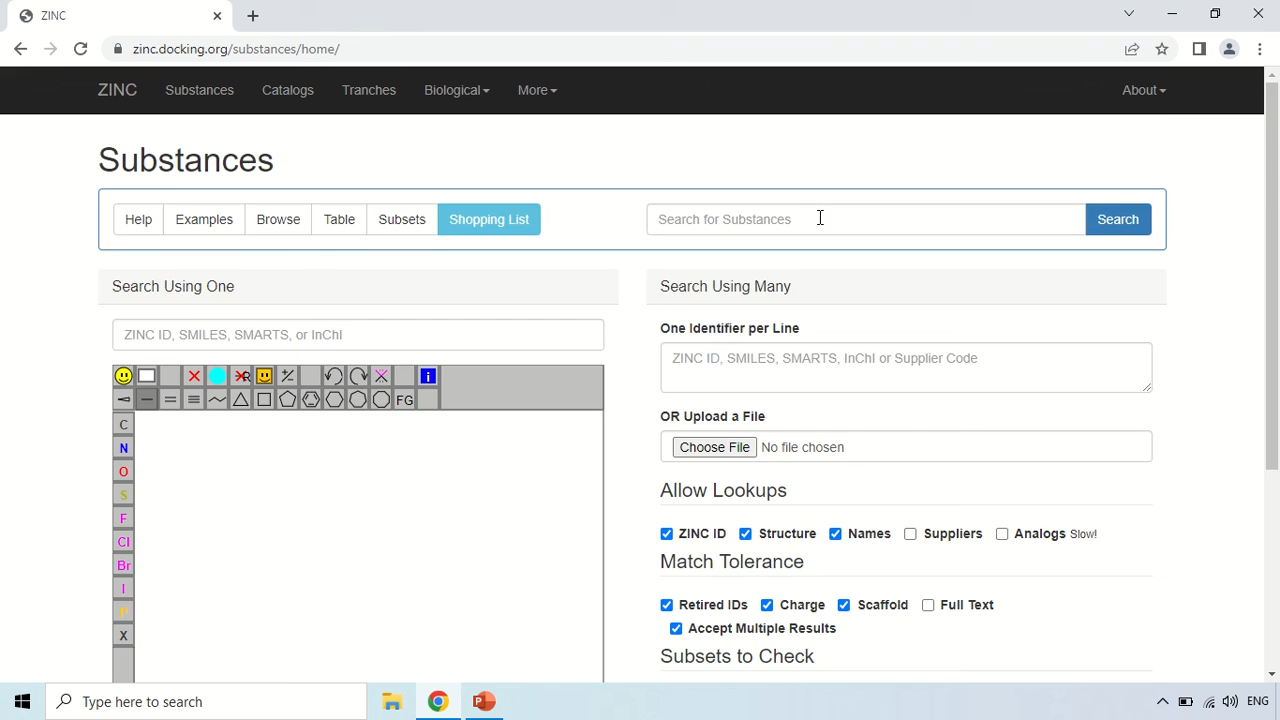 ZINC
zinc.docking.org/substances/home/
ZINC Substances Catalogs Tranches Biological More About
Substances
Help Examples Browse Table Subsets Shopping List Search for Substances Search
Search Using One
ZINC ID, SMILES, SMARTS, or InChI
R +/- i
FG
C
N
O
S
F
Cl
Br
I
P
X
Search Using Many
One Identifier per Line
ZINC ID, SMILES, SMARTS, InChI or Supplier Code
OR Upload a File
Choose File No file chosen
Allow Lookups
ZINC ID Structure Names Suppliers Analogs Slow!
Match Tolerance
Retired IDs Charge Scaffold Full Text
Accept Multiple Results
Subsets to Check
Type here to search
ENG